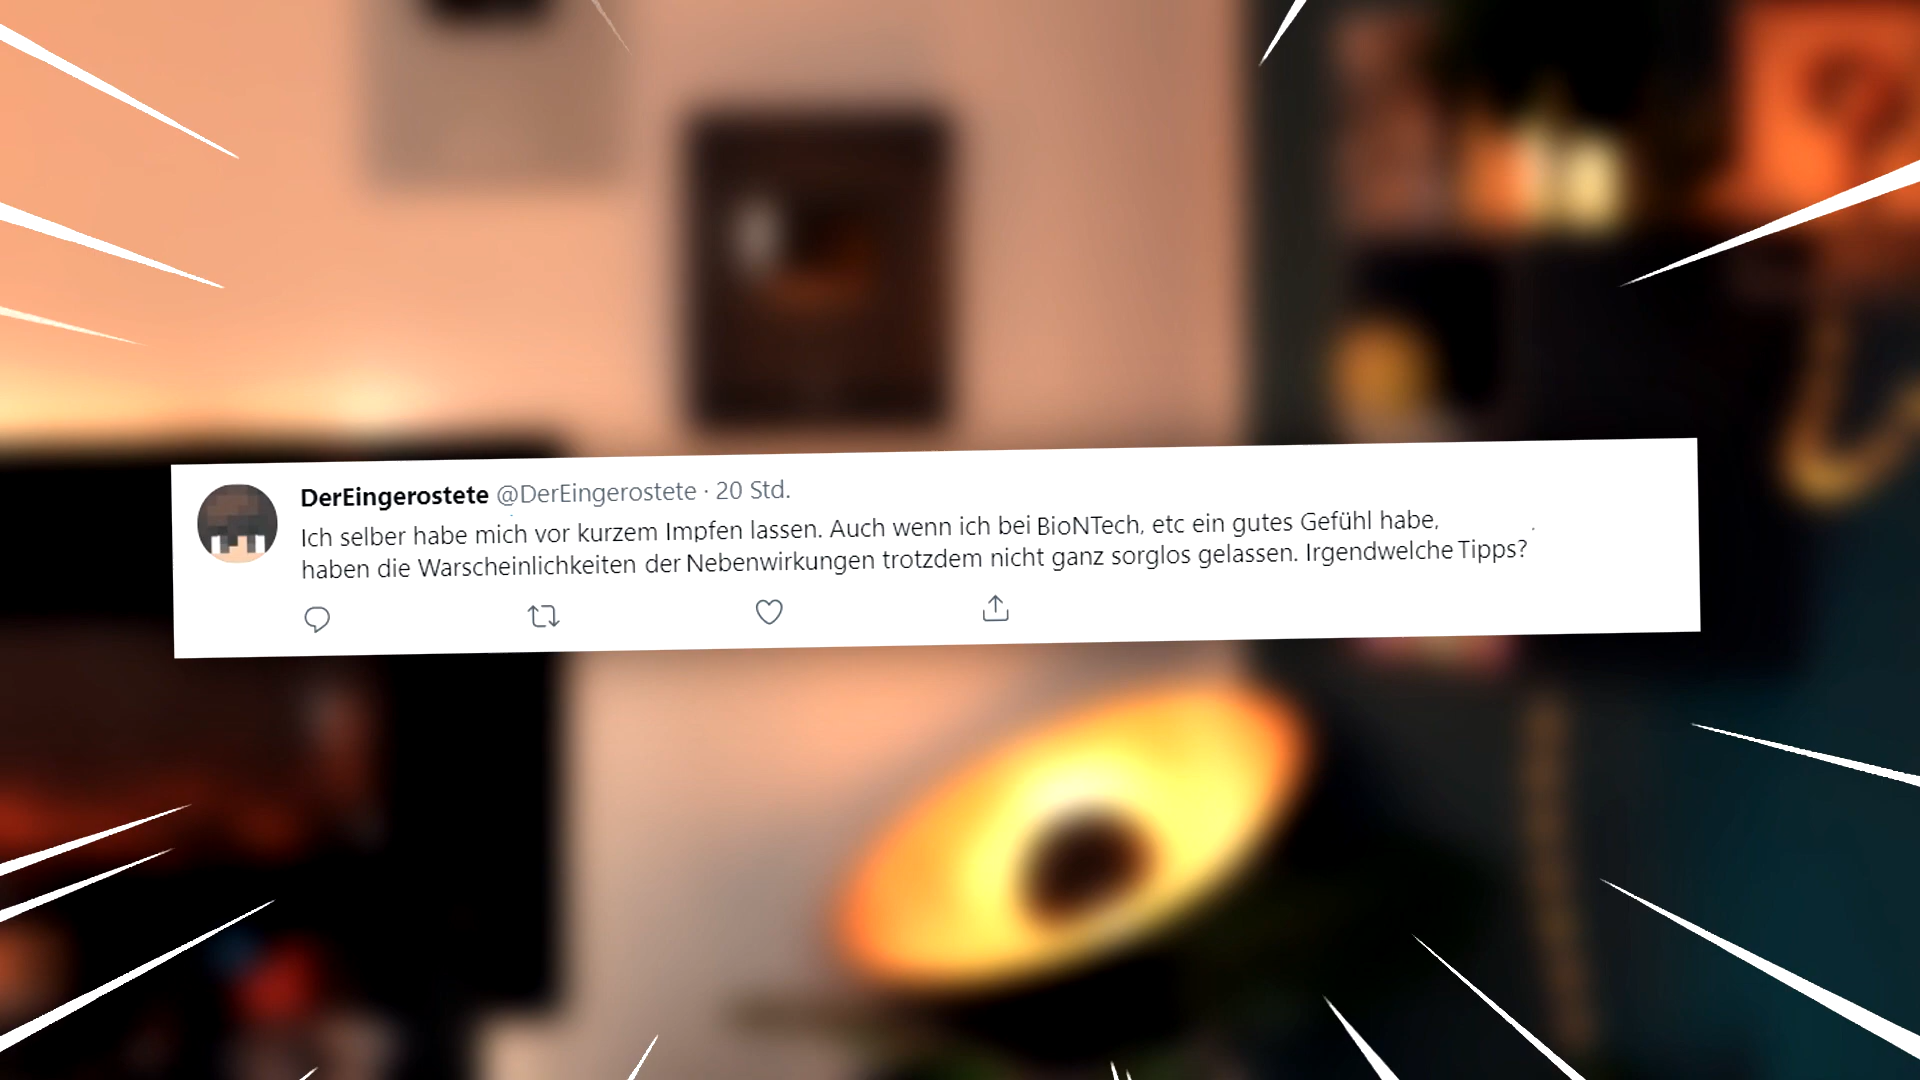 DerEingerostete @DerEingerostete · 20 Std.
Ich selber habe mich vor kurzem Impfen lassen. Auch wenn ich bei BioNTech, etc ein gutes Gefühl habe,
haben die Warscheinlichkeiten der Nebenwirkungen trotzdem nicht ganz sorglos gelassen. Irgendwelche Tipps?